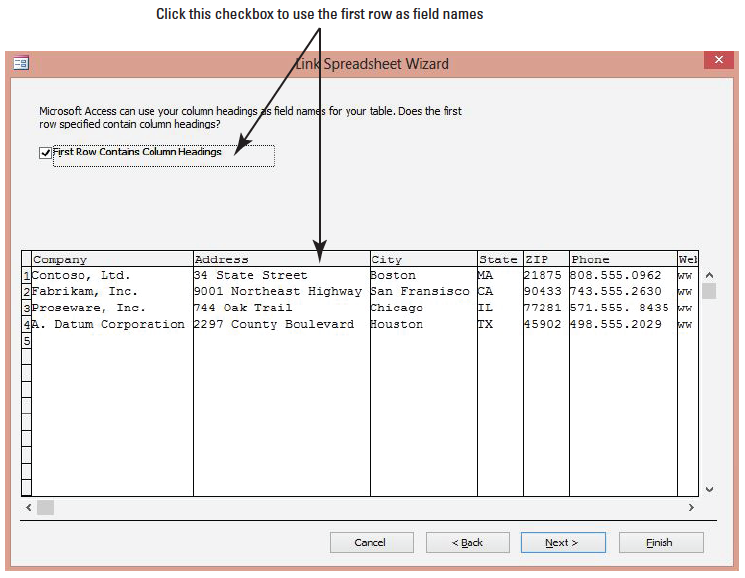 Click this checkbox to use the first row as field names
Link Spreadsheet Wizard
Microsoft Access can use your column headings as field names for your table. Does the first
row specified contain column headings?
First Row Contains Column Headings
Company Address City State ZIP Phone Wel
1 Contoso, Ltd. 34 State Street Boston MA 21875 808.555.0962 ww
2 Fabrikam, Inc. 9001 Northeast Highway San Fransisco CA 90433 743.555.2630 ww
3 Proseware, Inc. 744 Oak Trail Chicago IL 77281 571.555. 8435 ww
4 A. Datum Corporation 2297 County Boulevard Houston TX 45902 498.555.2029 ww
5
Cancel < Back Next > Finish